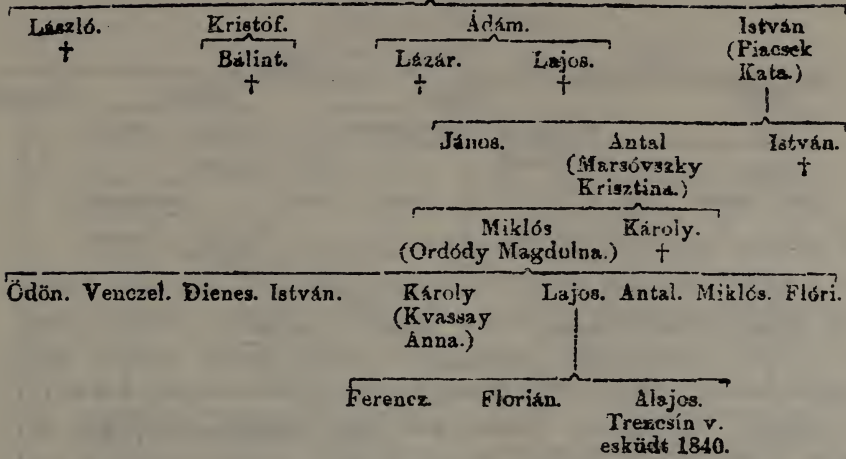 László. Kristóf. Ádám. István
† Bálint. Lázár. Lajos. (Piacsek
† † † Kata.)
János. Antal István.
(Marsóvszky †
Krisztina.)
Miklós Károly.
(Ordódy Magdolna.) †
Ödön. Venczel. Dienes. István. Károly Lajos. Antal. Miklós. Flóri.
(Kvassay
Anna.)
Ferencz. Florián. Alajos.
Trencsín v.
esküdt 1840.